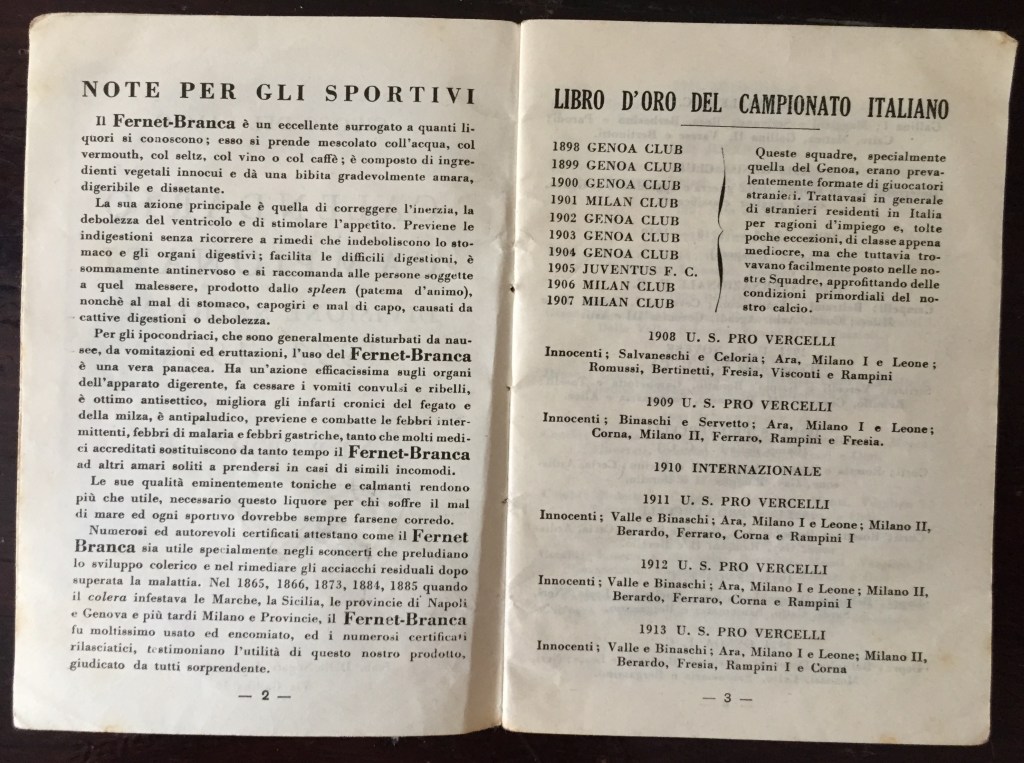 NOTE PER GLI SPORTIVI
Il Fernet-Branca è un eccellente surrogato a quanti li-
quori si conoscono; esso si prende mescolato coll'acqua, col
vermouth, col seltz, col vino o col caffè; è composto di ingre-
dienti vegetali innocui e dà una bibita gradevolmente amara,
digeribile e dissetante.
La sua azione principale è quella di correggere l'inerzia, la
debolezza del ventricolo e di stimolare l'appetito. Previene le
indigestioni senza ricorrere a rimedi che indeboliscono lo sto-
maco e gli organi digestivi; facilita le difficili digestioni, è
sommamente antinervoso e si raccomanda alle persone soggette
a quel malessere, prodotto dallo spleen (patema d'animo),
nonchè al mal di stomaco, capogiri e mal di capo, causati da
cattive digestioni o debolezza.
Per gli ipocondriaci, che sono generalmente disturbati da nau-
see, da vomitazioni ed eruttazioni, l'uso del Fernet-Branca
è una vera panacea. Ha un'azione efficacissima sugli organi
dell'apparato digerente, fa cessare i vomiti convulsi e ribelli,
è ottimo antisettico, migliora gli infarti cronici del fegato e
della milza, è antipaludico, previene e combatte le febbri inter-
mittenti, febbri di malaria e febbri gastriche, tanto che molti medi-
ci accreditati sostituiscono da tanto tempo il Fernet-Branca
ad altri amari soliti a prendersi in casi di simili incomodi.
Le sue qualità eminentemente toniche e calmanti rendono
più che utile, necessario questo liquore per chi soffre il mal
di mare ed ogni sportivo dovrebbe sempre farsene corredo.
Numerosi ed autorevoli certificati attestano come il Fernet
Branca sia utile specialmente negli sconcerti che preludiano
lo sviluppo colerico e nel rimediare gli acciacchi residuali dopo
superata la malattia. Nel 1865, 1866, 1873, 1884, 1885 quando
il colera infestava le Marche, la Sicilia, le provincie di Napoli
e Genova e più tardi Milano e Provincie, il Fernet-Branca
fu moltissimo usato ed encomiato, ed i numerosi certificati
rilasciatici, testimoniano l'utilità di questo nostro prodotto,
giudicato da tutti sorprendente.
— 2 —
LIBRO D'ORO DEL CAMPIONATO ITALIANO
1898 GENOA CLUB
1899 GENOA CLUB
1900 GENOA CLUB
1901 MILAN CLUB
1902 GENOA CLUB
1903 GENOA CLUB
1904 GENOA CLUB
1905 JUVENTUS F. C.
1906 MILAN CLUB
1907 MILAN CLUB
Queste squadre, specialmente
quella del Genoa, erano preva-
lentemente formate di giuocatori
stranieri. Trattavasi in generale
di stranieri residenti in Italia
per ragioni d'impiego e, tolte
poche eccezioni, di classe appena
mediocre, ma che tuttavia tro-
vavano facilmente posto nelle no-
stre Squadre, approfittando delle
condizioni primordiali del no-
stro calcio.
1908 U. S. PRO VERCELLI
Innocenti; Salvaneschi e Celoria; Ara, Milano I e Leone;
Romussi, Bertinetti, Fresia, Visconti e Rampini
1909 U. S. PRO VERCELLI
Innocenti; Binaschi e Servetto; Ara, Milano I e Leone;
Corna, Milano II, Ferraro, Rampini e Fresia.
1910 INTERNAZIONALE
1911 U. S. PRO VERCELLI
Innocenti; Valle e Binaschi; Ara, Milano I e Leone; Milano II,
Berardo, Ferraro, Corna e Rampini I
1912 U. S. PRO VERCELLI
Innocenti; Valle e Binaschi; Ara, Milano I e Leone; Milano II,
Berardo, Ferraro, Corna e Rampini I
1913 U. S. PRO VERCELLI
Innocenti; Valle e Binaschi; Ara, Milano I e Leone; Milano II,
Berardo, Fresia, Rampini I e Corna
— 3 —